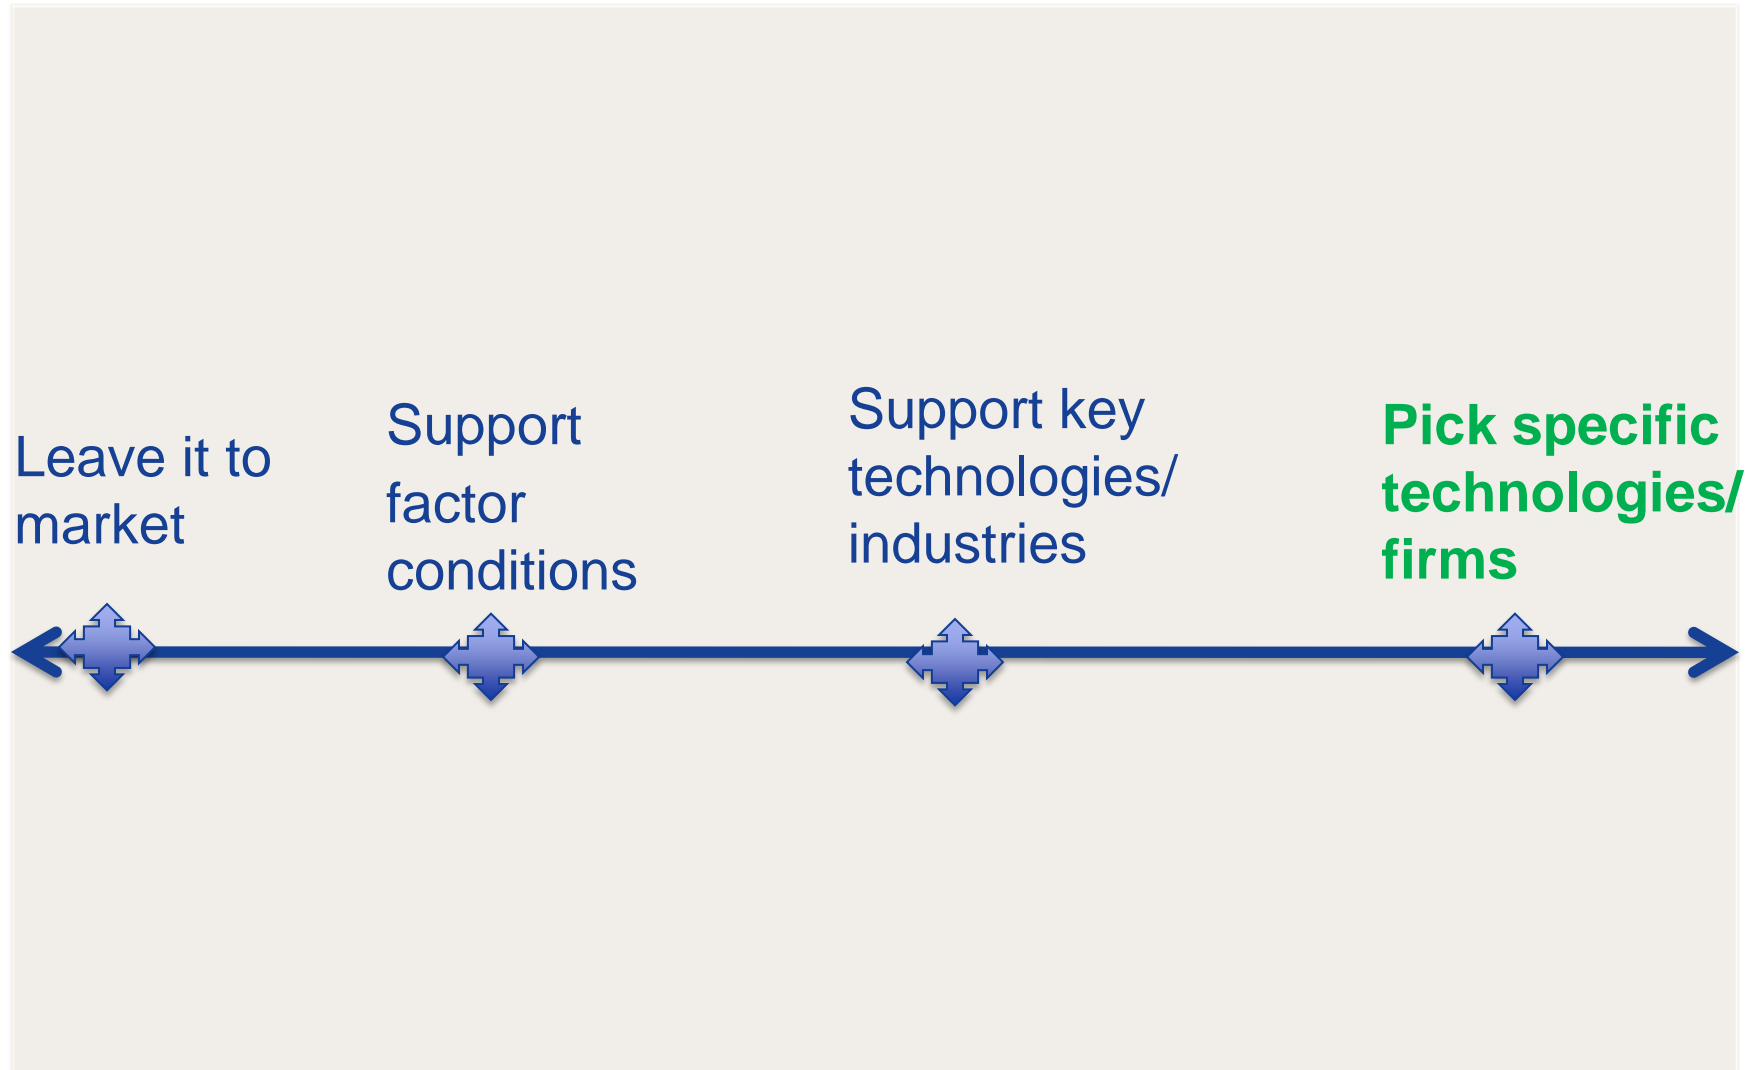 Leave it to
market
Support
factor
conditions
Support key
technologies/
industries
Pick specific
technologies/
firms